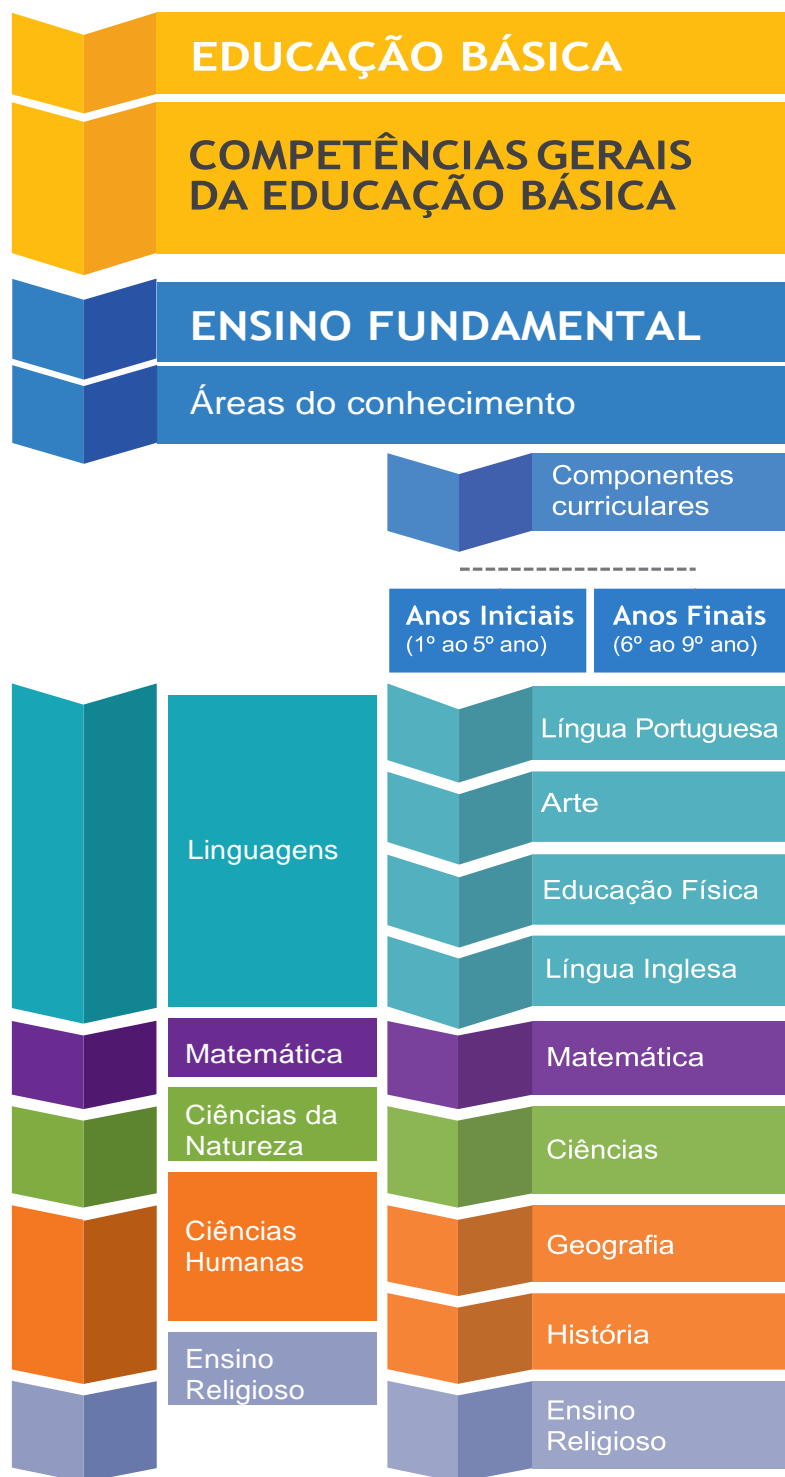 EDUCAÇÃO BÁSICA
COMPETÊNCIAS GERAIS
DA EDUCAÇÃO BÁSICA
ENSINO FUNDAMENTAL
Áreas do conhecimento
Componentes
curriculares
Anos Iniciais
(1º ao 5º ano)
Anos Finais
(6º ao 9º ano)
Linguagens
Língua Portuguesa
Arte
Educação Física
Língua Inglesa
Matemática
Matemática
Ciências da
Natureza
Ciências
Ciências
Humanas
Geografia
História
Ensino
Religioso
Ensino
Religioso